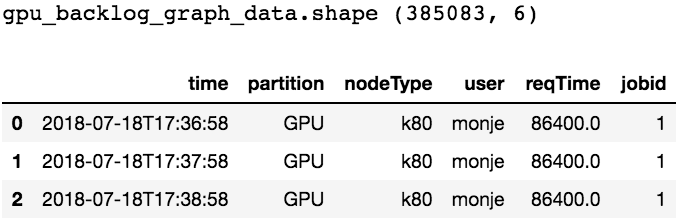 gpu_backlog_graph_data.shape (385083, 6)
time partition nodeType user reqTime jobid
0 2018-07-18T17:36:58 GPU k80 monje 86400.0 1
1 2018-07-18T17:37:58 GPU k80 monje 86400.0 1
2 2018-07-18T17:38:58 GPU k80 monje 86400.0 1